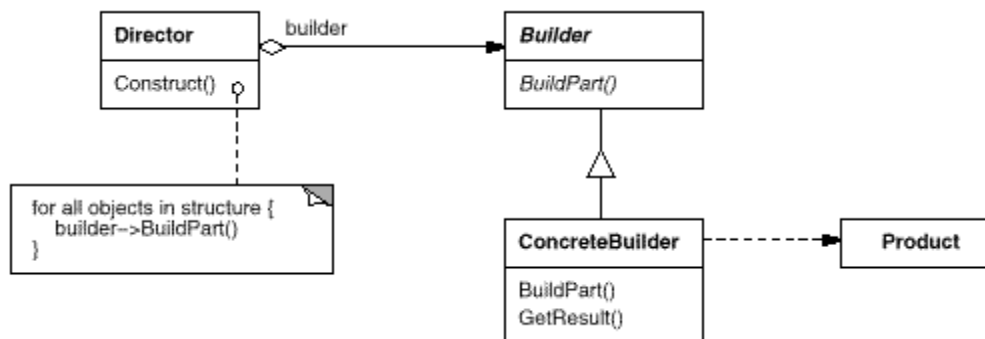 Director
builder
Builder
Construct()
BuildPart()
for all objects in structure {
builder->BuildPart()
}
ConcreteBuilder
Product
BuildPart()
GetResult()